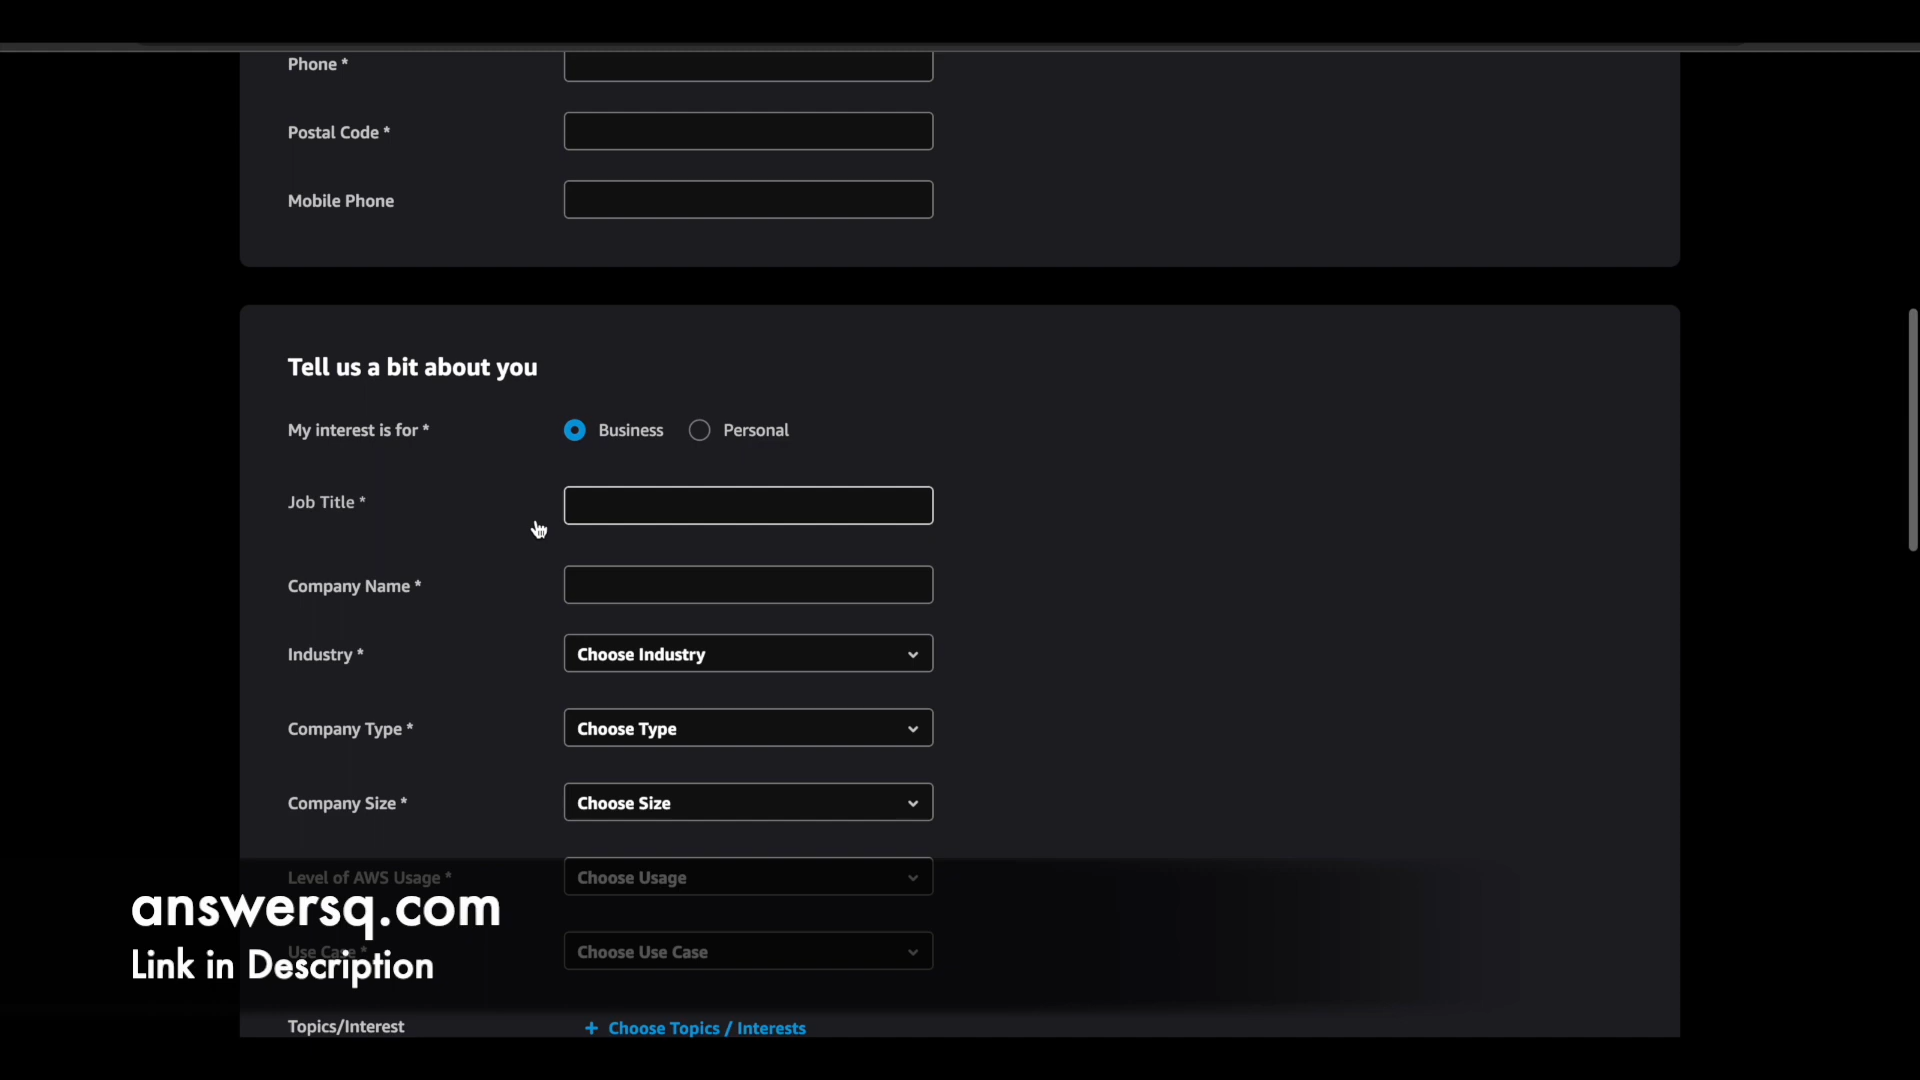 Phone *
Postal Code *
Mobile Phone
Tell us a bit about you
My interest is for * Business Personal
Job Title *
Company Name *
Industry * Choose Industry
Company Type * Choose Type
Company Size * Choose Size
Level of AWS Usage * Choose Usage
answersq.com
Use Case * Choose Use Case
Link in Description
Topics/Interest + Choose Topics / Interests